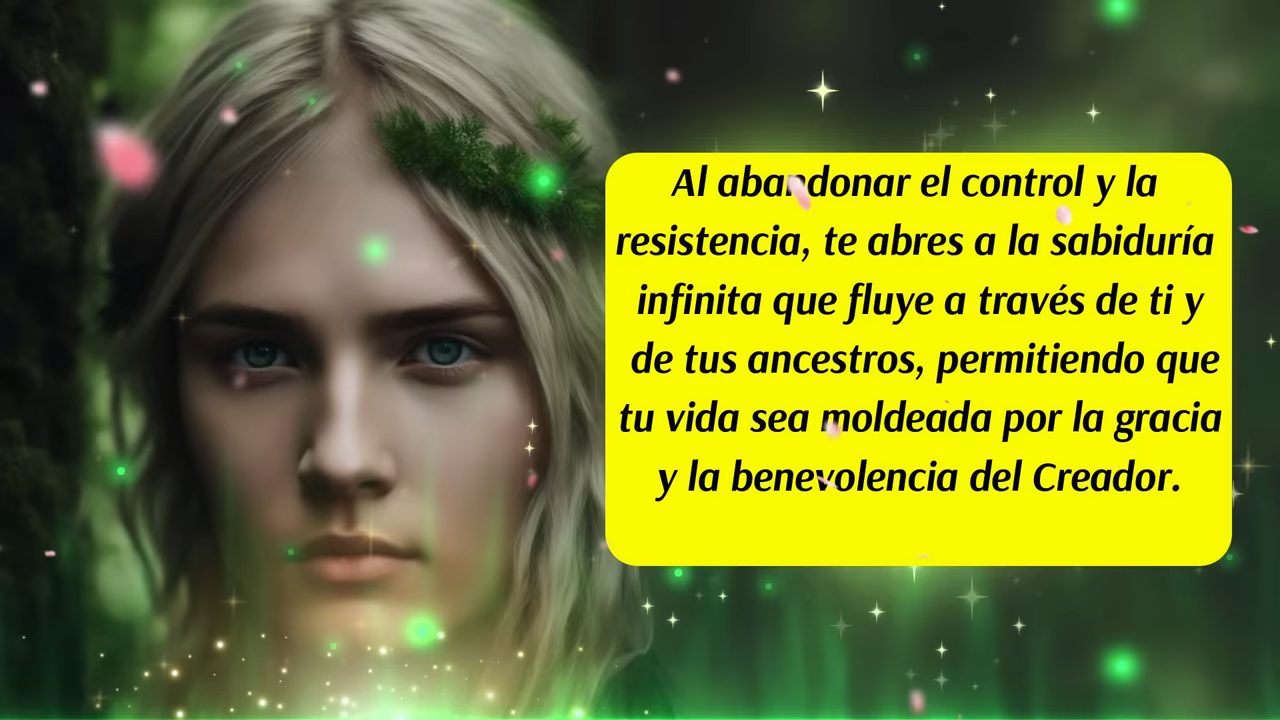 Al abandonar el control y la
resistencia, te abres a la sabiduría
infinita que fluye a través de ti y
de tus ancestros, permitiendo que
tu vida sea moldeada por la gracia
y la benevolencia del Creador.